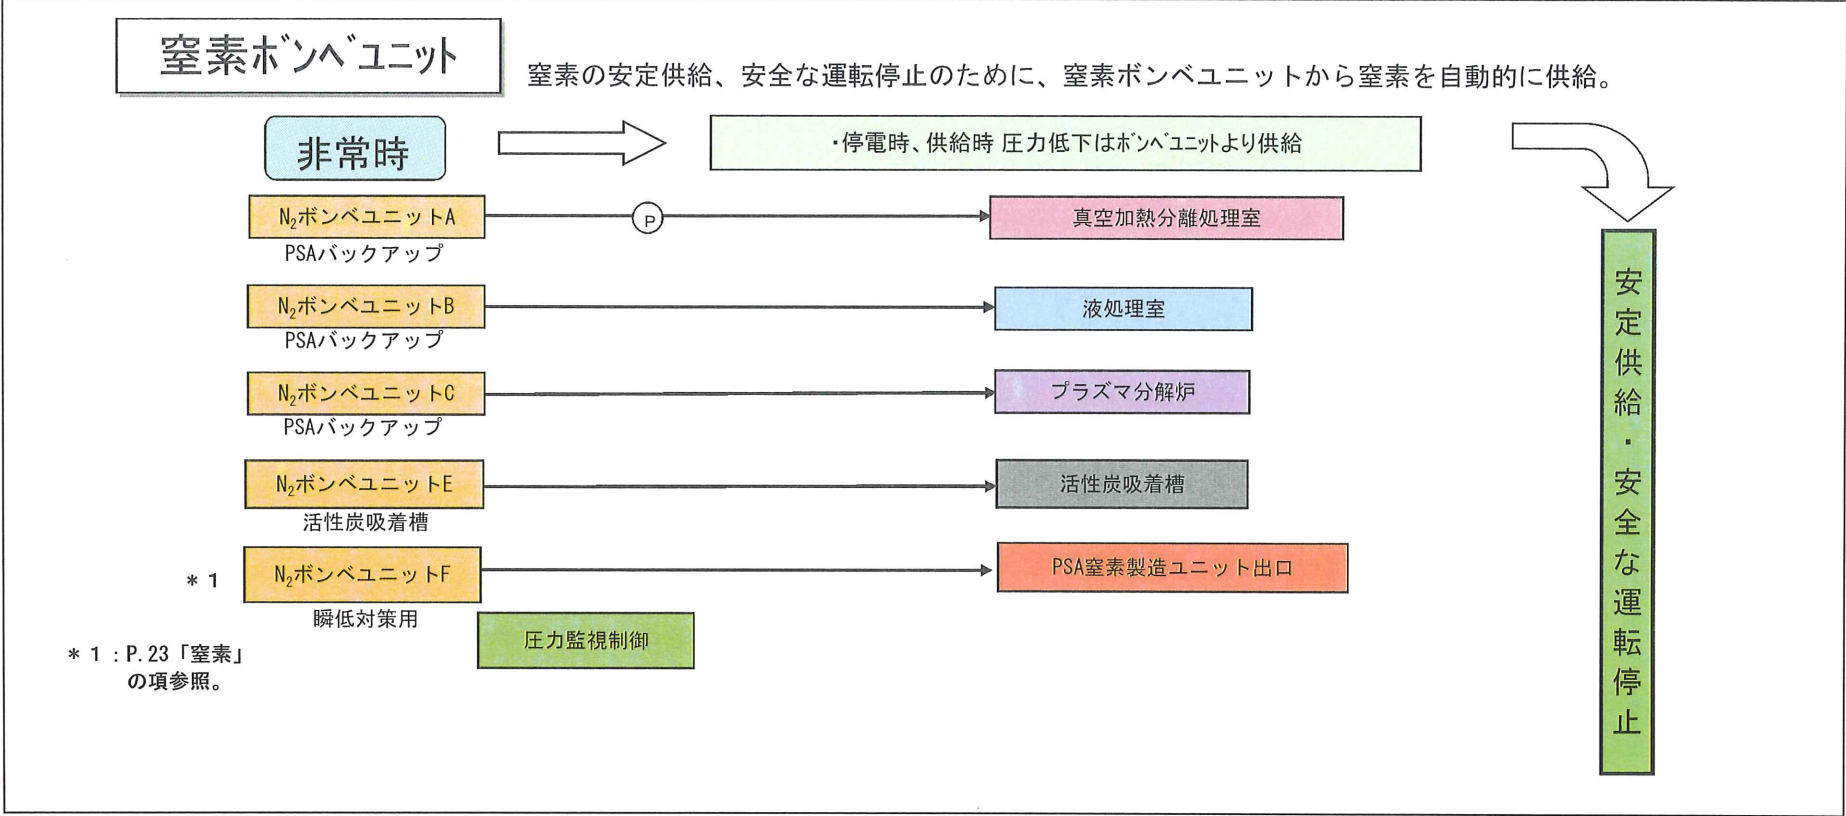 窒素ﾎﾞﾝﾍﾞﾕﾆｯﾄ
窒素の安定供給、安全な運転停止のために、窒素ボンベユニットから窒素を自動的に供給。
非常時
・停電時、供給時 圧力低下はﾎﾞﾝﾍﾞﾕﾆｯﾄより供給
N₂ボンベユニットA
P
真空加熱分離処理室
PSAバックアップ
N₂ボンベユニットB
液処理室
PSAバックアップ
N₂ボンベユニットC
プラズマ分解炉
PSAバックアップ
N₂ボンベユニットE
活性炭吸着槽
活性炭吸着槽
＊1
N₂ボンベユニットF
PSA窒素製造ユニット出口
瞬低対策用
圧力監視制御
＊1：P.23「窒素」
の項参照。
安定供給・安全な運転停止